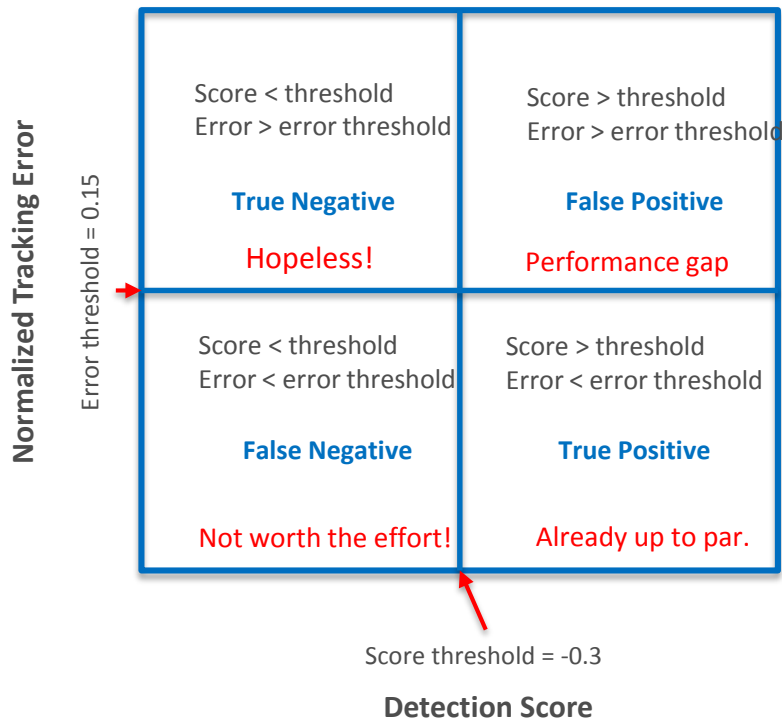 Normalized Tracking Error
Error threshold = 0.15
Score < threshold
Error > error threshold
True Negative
Hopeless!
Score > threshold
Error > error threshold
False Positive
Performance gap
Score < threshold
Error < error threshold
False Negative
Not worth the effort!
Score > threshold
Error < error threshold
True Positive
Already up to par.
Score threshold = -0.3
Detection Score